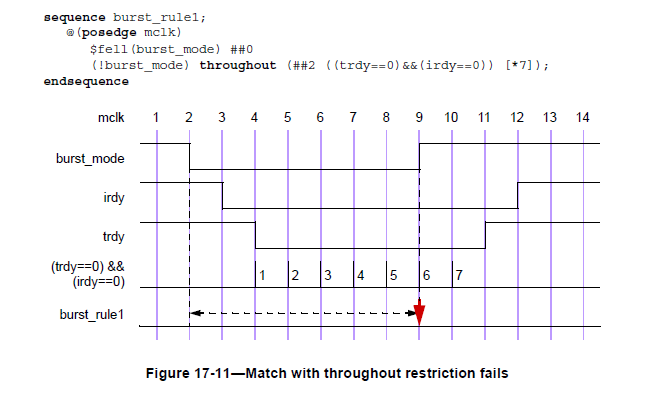 sequence burst_rule1;
@(posedge mclk)
$fell(burst_mode) ##0
(!burst_mode) throughout (##2 ((trdy==0)&&(irdy==0)) [*7]);
endsequence
mclk 1 2 3 4 5 6 7 8 9 10 11 12 13 14
burst_mode
irdy
trdy
(trdy==0) &&
(irdy==0)
1 2 3 4 5 6 7
burst_rule1
Figure 17-11—Match with throughout restriction fails